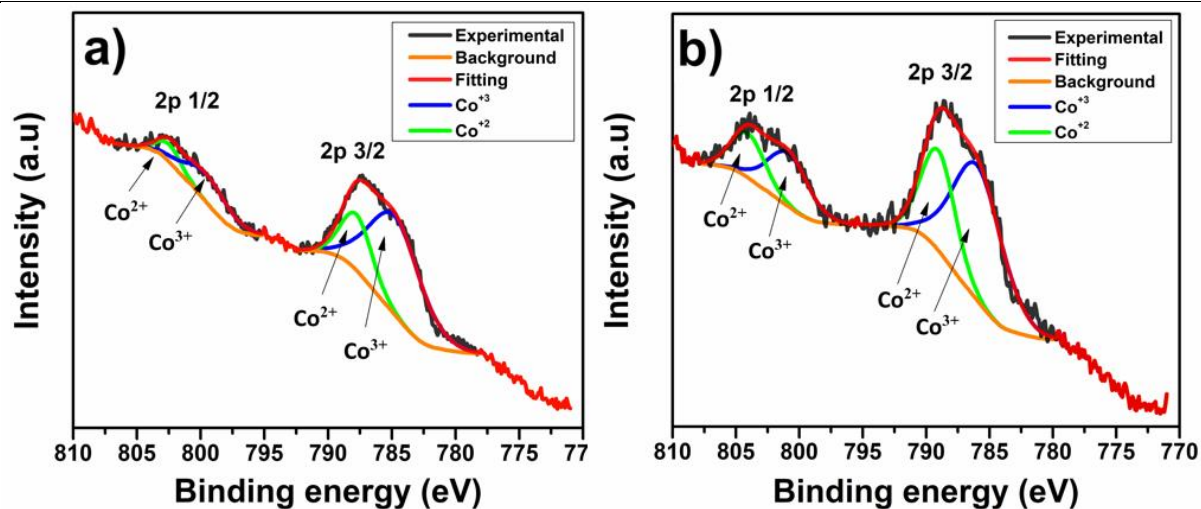 a)
Experimental
Background
Fitting
Co+3
Co+2
2p 1/2
2p 3/2
Co2+
Co3+
Co2+
Co3+
Intensity (a.u)
810 805 800 795 790 785 780 77
Binding energy (eV)
b)
Experimental
Fitting
Background
Co+3
Co+2
2p 1/2
2p 3/2
Co2+
Co3+
Co2+
Co3+
Intensity (a.u)
810 805 800 795 790 785 780 775 770
Binding energy (eV)